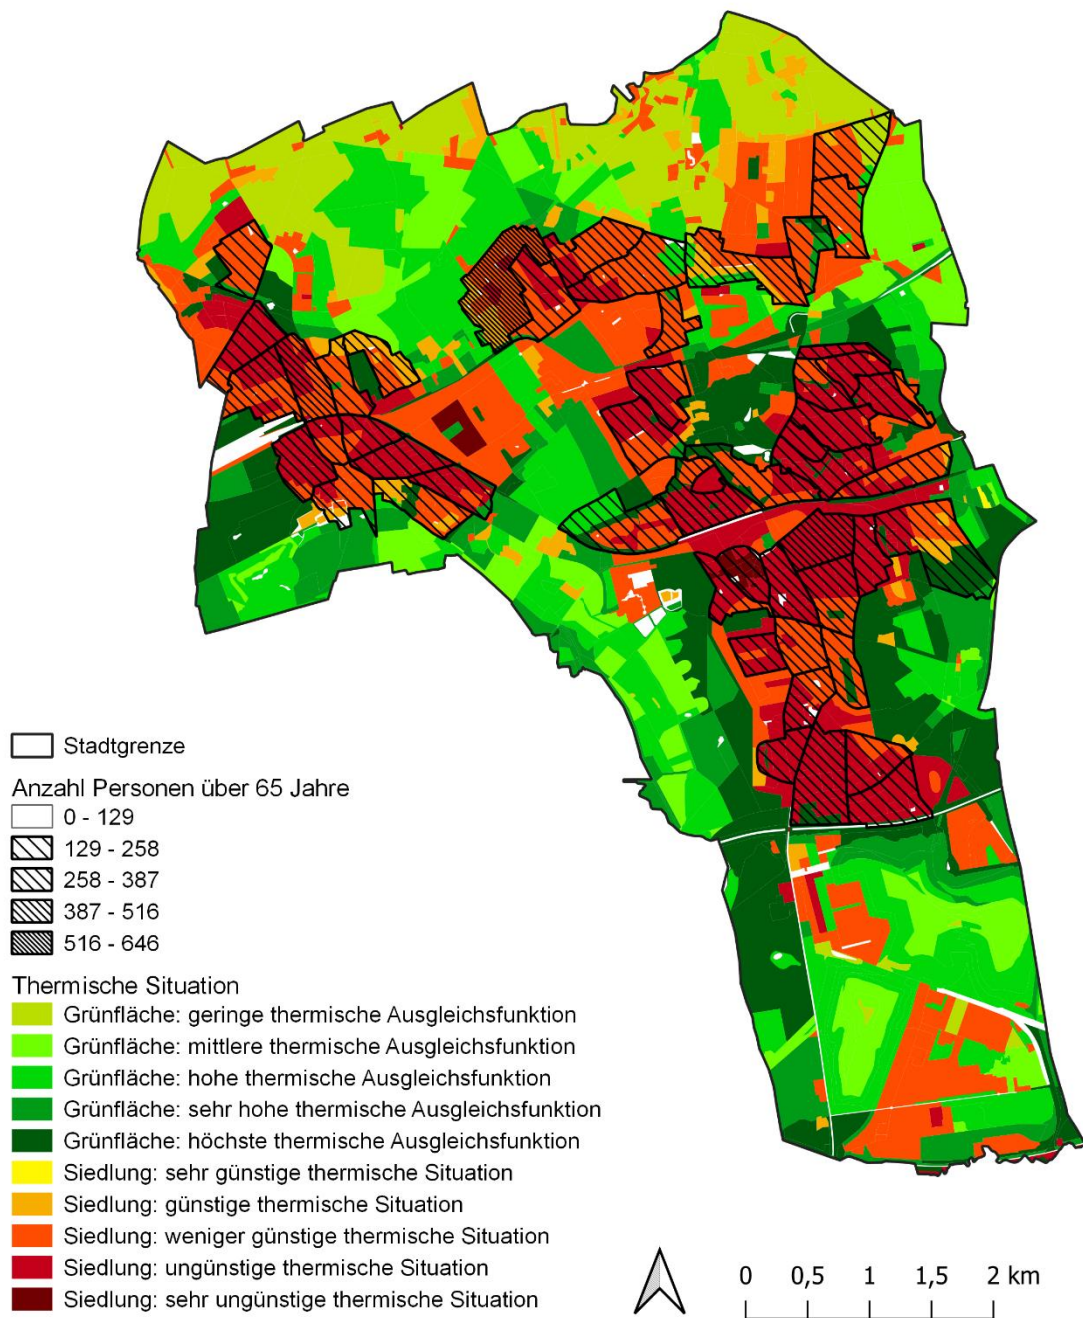 Stadtgrenze
Anzahl Personen über 65 Jahre
0 - 129
129 - 258
258 - 387
387 - 516
516 - 646
Thermische Situation
Grünfläche: geringe thermische Ausgleichsfunktion
Grünfläche: mittlere thermische Ausgleichsfunktion
Grünfläche: hohe thermische Ausgleichsfunktion
Grünfläche: sehr hohe thermische Ausgleichsfunktion
Grünfläche: höchste thermische Ausgleichsfunktion
Siedlung: sehr günstige thermische Situation
Siedlung: günstige thermische Situation
Siedlung: weniger günstige thermische Situation
Siedlung: ungünstige thermische Situation
Siedlung: sehr ungünstige thermische Situation
0 0,5 1 1,5 2 km